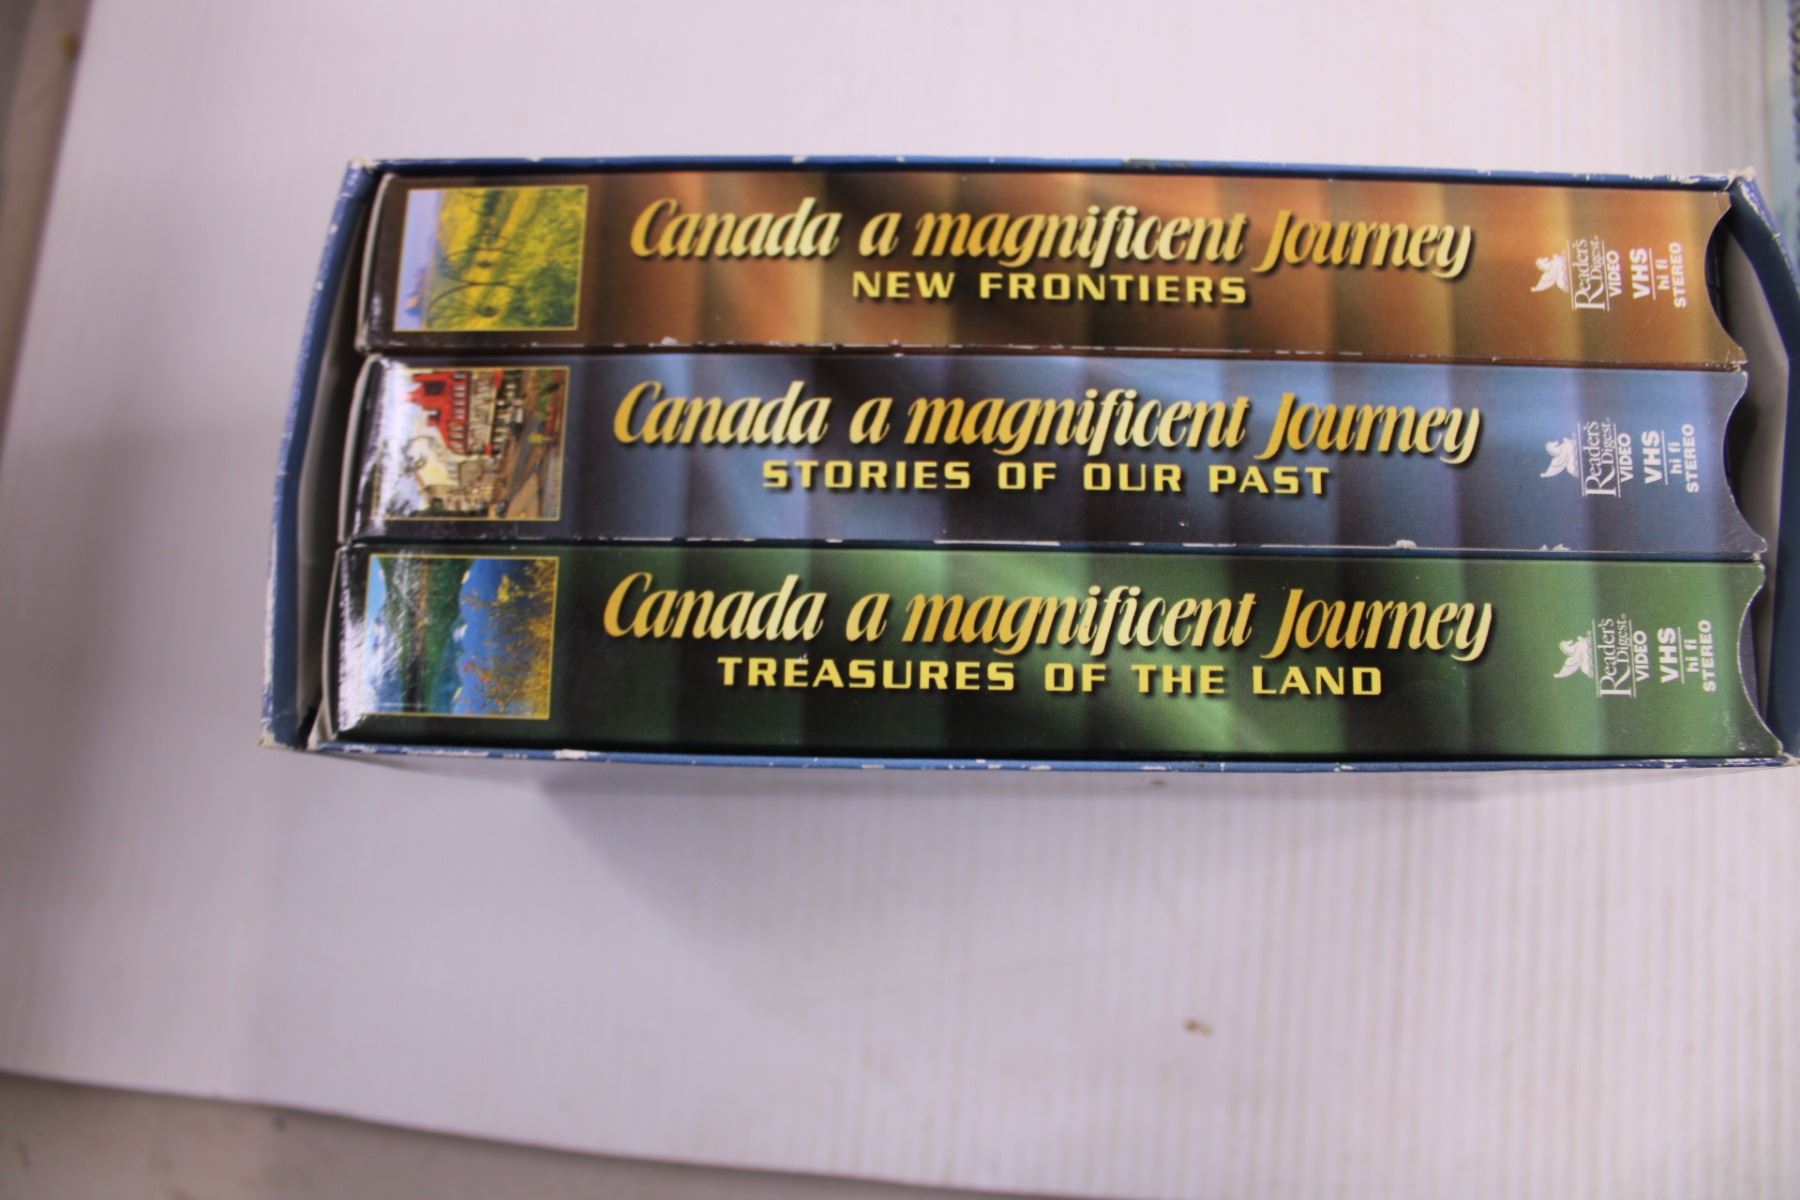 Canada a magnificent Journey
NEW FRONTIERS
Reader's
Digest®
VIDEO
VHS
hi fi
STEREO
Canada a magnificent Journey
STORIES OF OUR PAST
Reader's
Digest®
VIDEO
VHS
hi fi
STEREO
Canada a magnificent Journey
TREASURES OF THE LAND
Reader's
Digest®
VIDEO
VHS
hi fi
STEREO